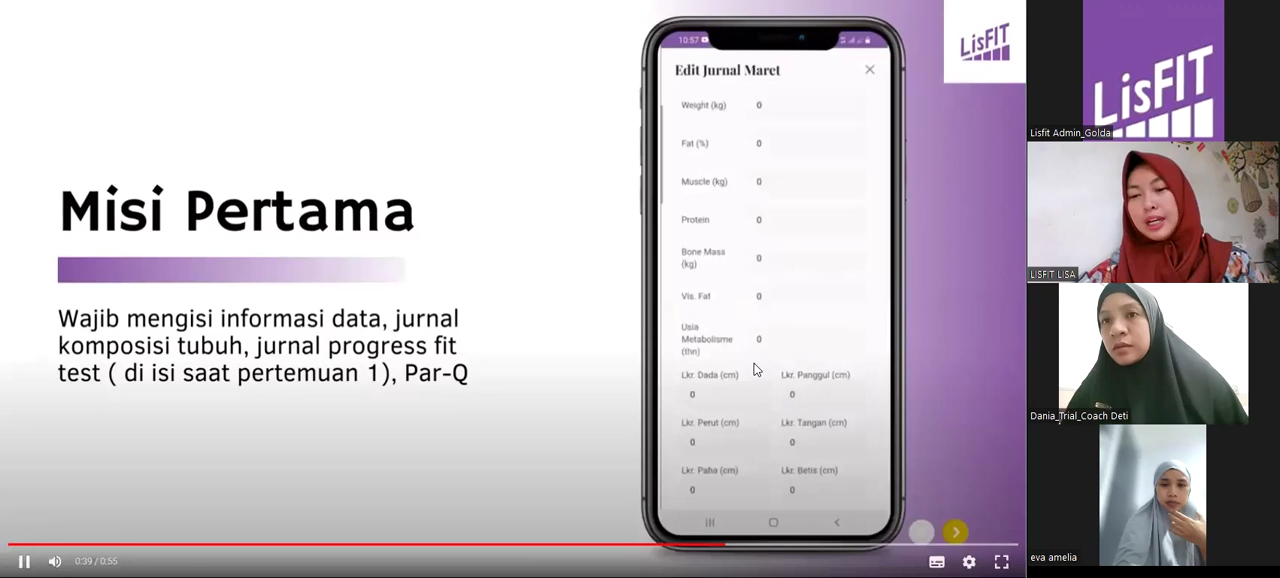 Misi Pertama
Wajib mengisi informasi data, jurnal
komposisi tubuh, jurnal progress fit
test ( di isi saat pertemuan 1), Par-Q
10:57
Edit Jurnal Maret
Weight (kg) 0
Fat (%) 0
Muscle (kg) 0
Protein 0
Bone Mass
(kg) 0
Vis. Fat 0
Usia
Metabolisme 0
(thn)
Lkr. Dada (cm) Lkr. Panggul (cm)
0 0
Lkr. Perut (cm) Lkr. Tangan (cm)
0 0
Lkr. Paha (cm) Lkr. Betis (cm)
0 0
LisFIT
0:39 / 0:55
LisFIT
Lisfit Admin_Golda
LISFIT LISA
Dania_Trial_Coach Deti
eva amelia